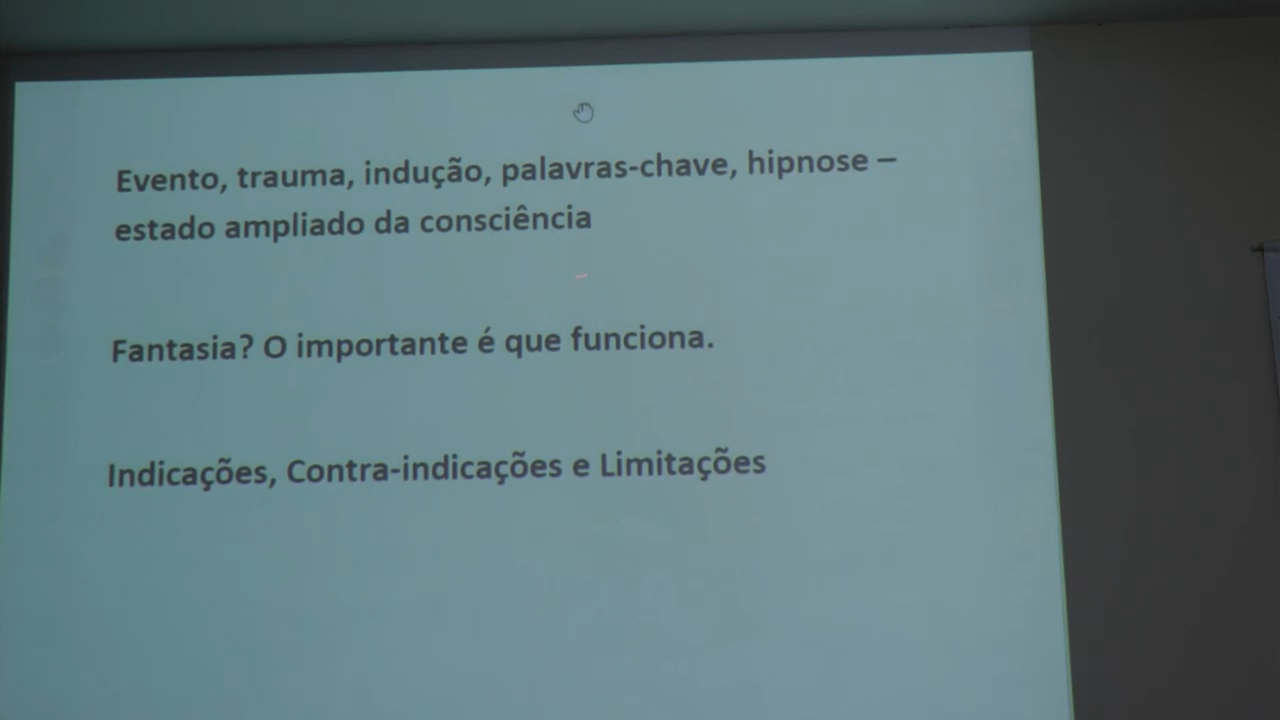 Evento, trauma, indução, palavras-chave, hipnose –
estado ampliado da consciência
Fantasia? O importante é que funciona.
Indicações, Contra-indicações e Limitações